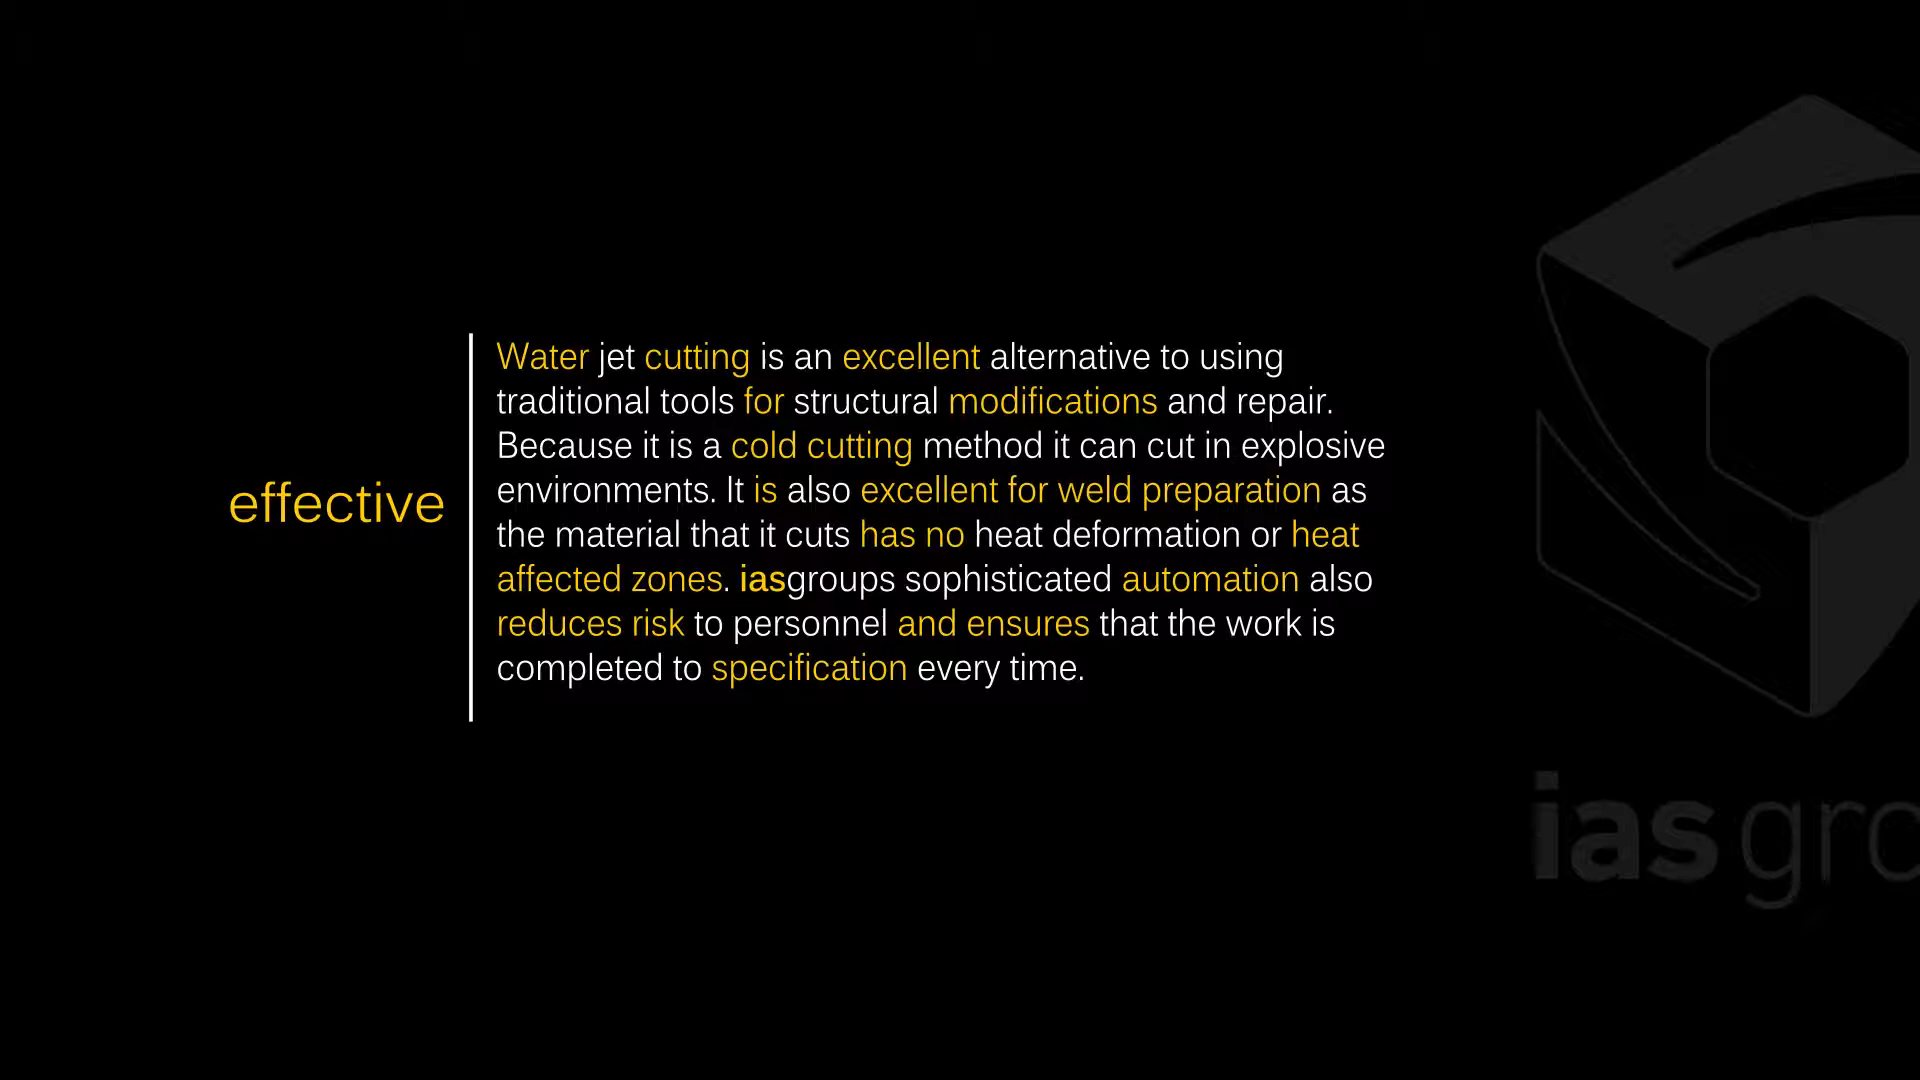 effective
Water jet cutting is an excellent alternative to using
traditional tools for structural modifications and repair.
Because it is a cold cutting method it can cut in explosive
environments. It is also excellent for weld preparation as
the material that it cuts has no heat deformation or heat
affected zones. iasgroups sophisticated automation also
reduces risk to personnel and ensures that the work is
completed to specification every time.
ias gro